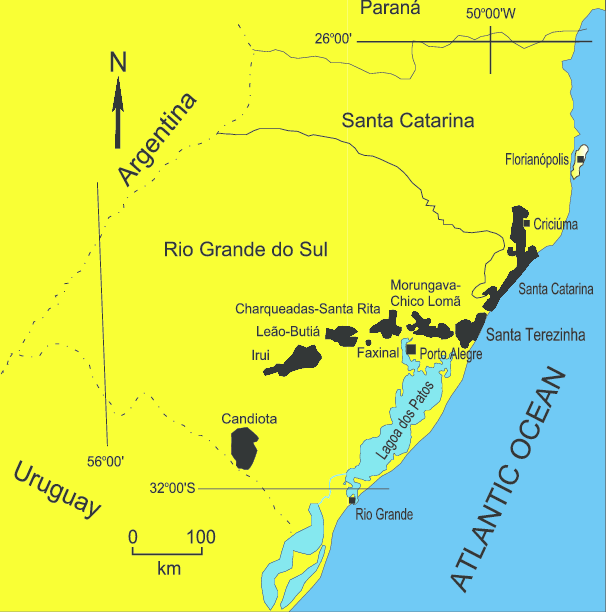 Paraná
50°00'W
26°00'
N
Argentina
Santa Catarina
Florianópolis
Criciúma
Rio Grande do Sul
Santa Catarina
Morungava-
Chico Lomã
Charqueadas-Santa Rita
Leão-Butiá
Santa Terezinha
Irui
Faxinal
Porto Alegre
Lagoa dos Patos
Candiota
ATLANTIC OCEAN
56°00'
Uruguay
32°00'S
Rio Grande
0 100
km